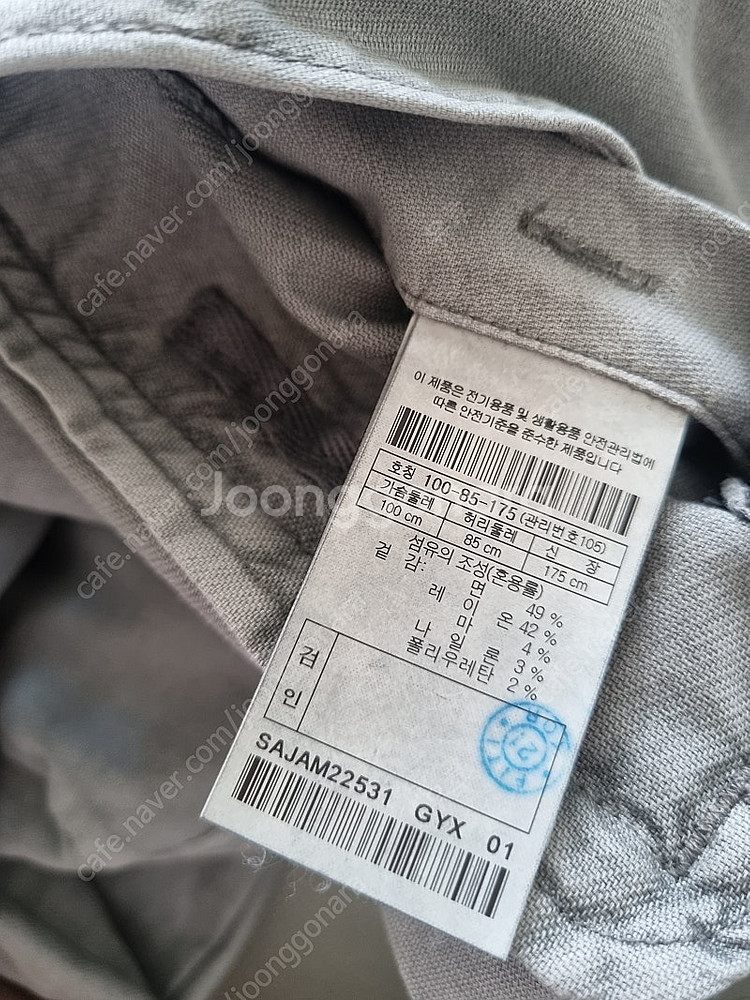 이 제품은 전기용품 및 생활용품 안전관리법에
따른 안전기준을 준수한 제품입니다
호칭 100-85-175 (관리번호105)
가슴둘레 허리둘레 신 장
100 cm 85 cm 175 cm
섬유의 조성(혼용률)
겉 감:
면 49 %
레 이 온 42 %
마 4 %
나 일 론 3 %
폴리우레탄 2 %
검
인
SAJAM22531 GYX 01
cafe.naver.com/joonggonara